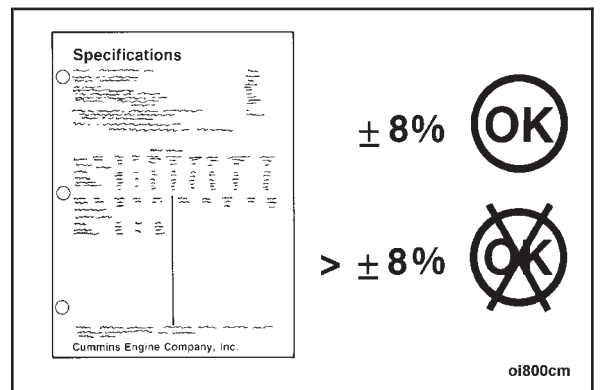 Specifications
± 8% OK
> ± 8% OK
Cummins Engine Company, Inc.
oi800cm